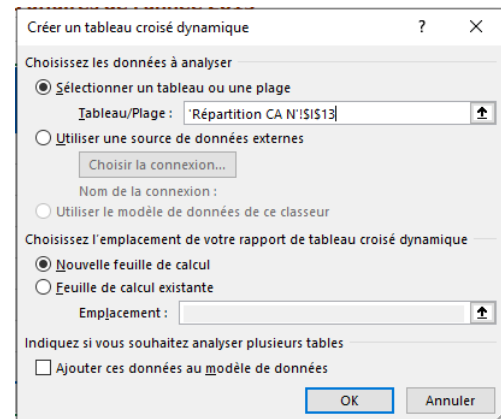 Créer un tableau croisé dynamique ? ×
Choisissez les données à analyser
Sélectionner un tableau ou une plage
Tableau/Plage : 'Répartition CA N'!$I$13
Utiliser une source de données externes
Choisir la connexion...
Nom de la connexion :
Utiliser le modèle de données de ce classeur
Choisissez l'emplacement de votre rapport de tableau croisé dynamique
Nouvelle feuille de calcul
Feuille de calcul existante
Emplacement :
Indiquez si vous souhaitez analyser plusieurs tables
Ajouter ces données au modèle de données
OK Annuler